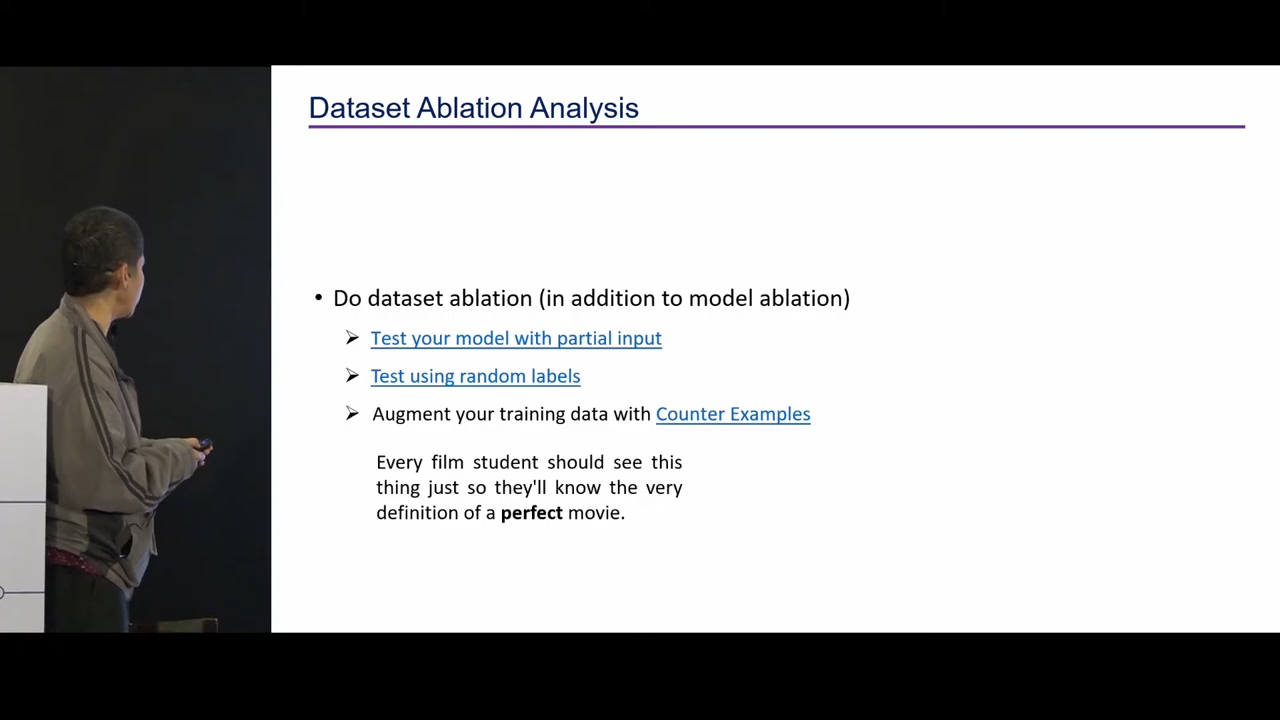 Dataset Ablation Analysis
• Do dataset ablation (in addition to model ablation)
➢ Test your model with partial input
➢ Test using random labels
➢ Augment your training data with Counter Examples
Every film student should see this
thing just so they'll know the very
definition of a perfect movie.